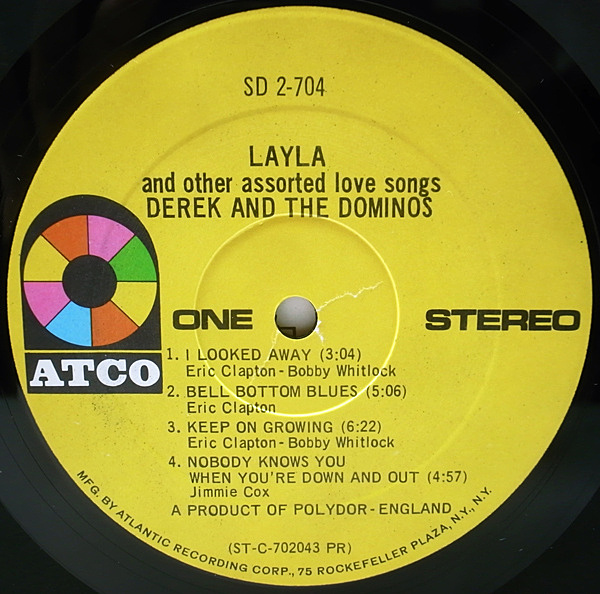 SD 2-704
LAYLA
and other assorted love songs
DEREK AND THE DOMINOS
ONE
STEREO
ATCO
1. I LOOKED AWAY (3:04)
Eric Clapton-Bobby Whitlock
2. BELL BOTTOM BLUES (5:06)
Eric Clapton
3. KEEP ON GROWING (6:22)
Eric Clapton-Bobby Whitlock
4. NOBODY KNOWS YOU
WHEN YOU'RE DOWN AND OUT (4:57)
Jimmie Cox
A PRODUCT OF POLYDOR-ENGLAND
(ST-C-702043 PR)
MFG. BY ATLANTIC RECORDING CORP., 75 ROCKEFELLER PLAZA, N.Y., N.Y.